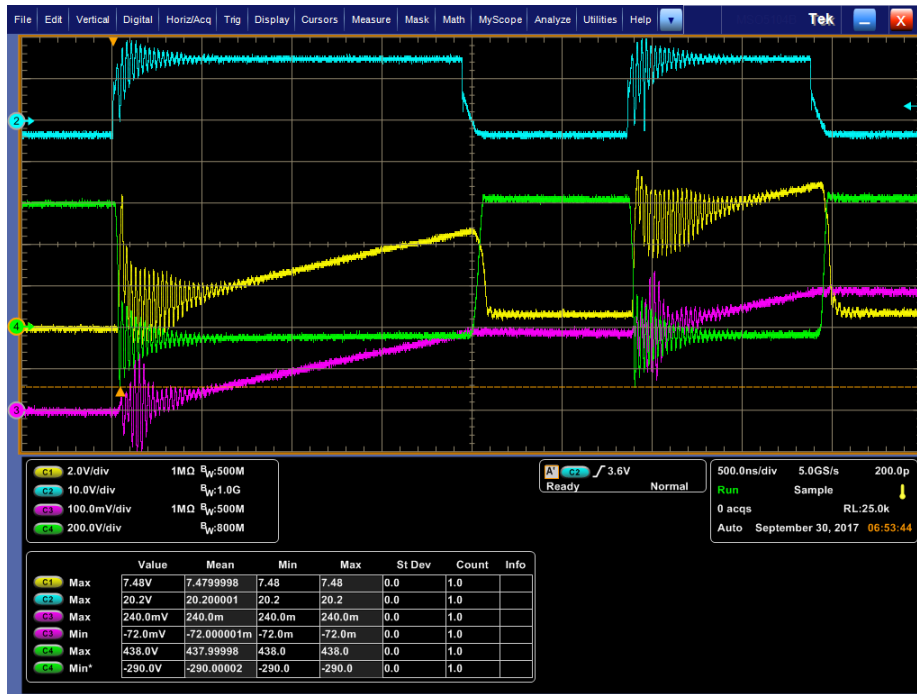 File Edit Vertical Digital Horiz/Acq Trig Display Cursors Measure Mask Math MyScope Analyze Utilities Help Tek X
2
4
3
C1 2.0V/div 1MΩ BW:500M
C2 10.0V/div BW:1.0G
C3 100.0mV/div 1MΩ BW:500M
C4 200.0V/div BW:800M
A' C2 3.6V
Ready Normal
500.0ns/div 5.0GS/s 200.0p
Run Sample
0 acqs RL:25.0k
Auto September 30, 2017 06:53:44
Value Mean Min Max St Dev Count Info
C1 Max 7.48V 7.4799998 7.48 7.48 0.0 1.0
C2 Max 20.2V 20.200001 20.2 20.2 0.0 1.0
C3 Max 240.0mV 240.0m 240.0m 240.0m 0.0 1.0
C3 Min -72.0mV -72.000001m -72.0m -72.0m 0.0 1.0
C4 Max 438.0V 437.99998 438.0 438.0 0.0 1.0
C4 Min* -290.0V -290.00002 -290.0 -290.0 0.0 1.0